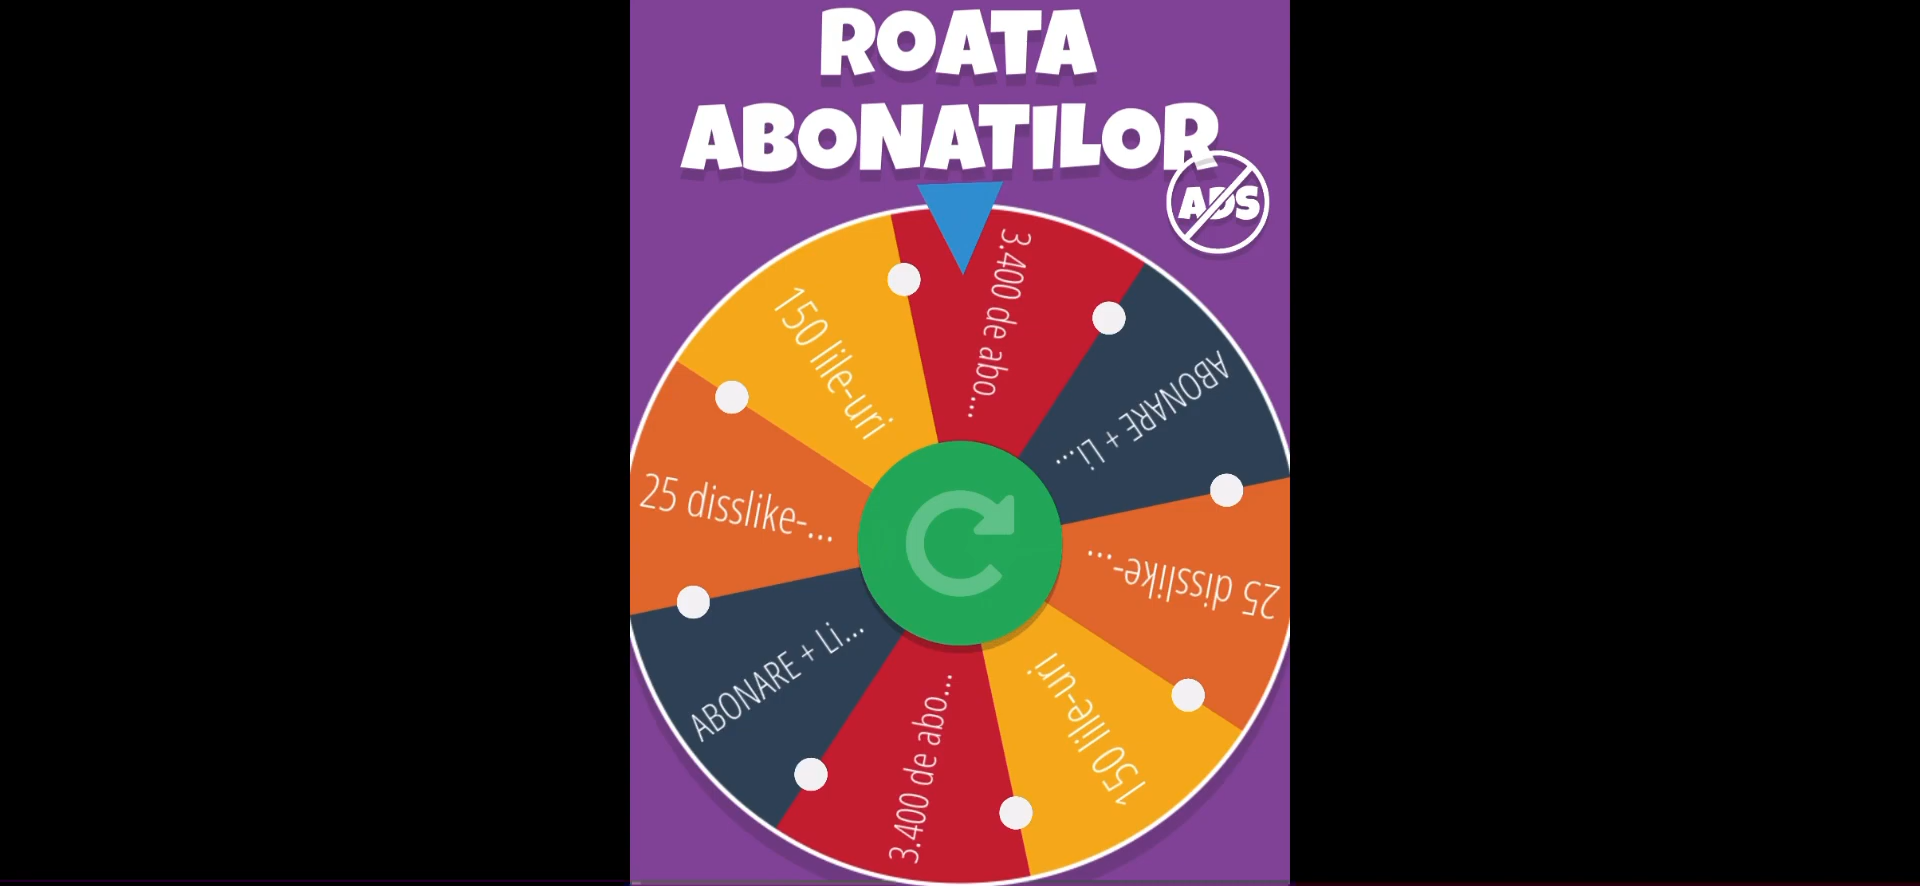 ROATA
ABONATILOR
ADS
3.400 de abo...
ABONARE + Li...
25 disslike-...
150 lile-uri
3.400 de abo...
ABONARE + Li...
25 disslike-...
150 lile-uri